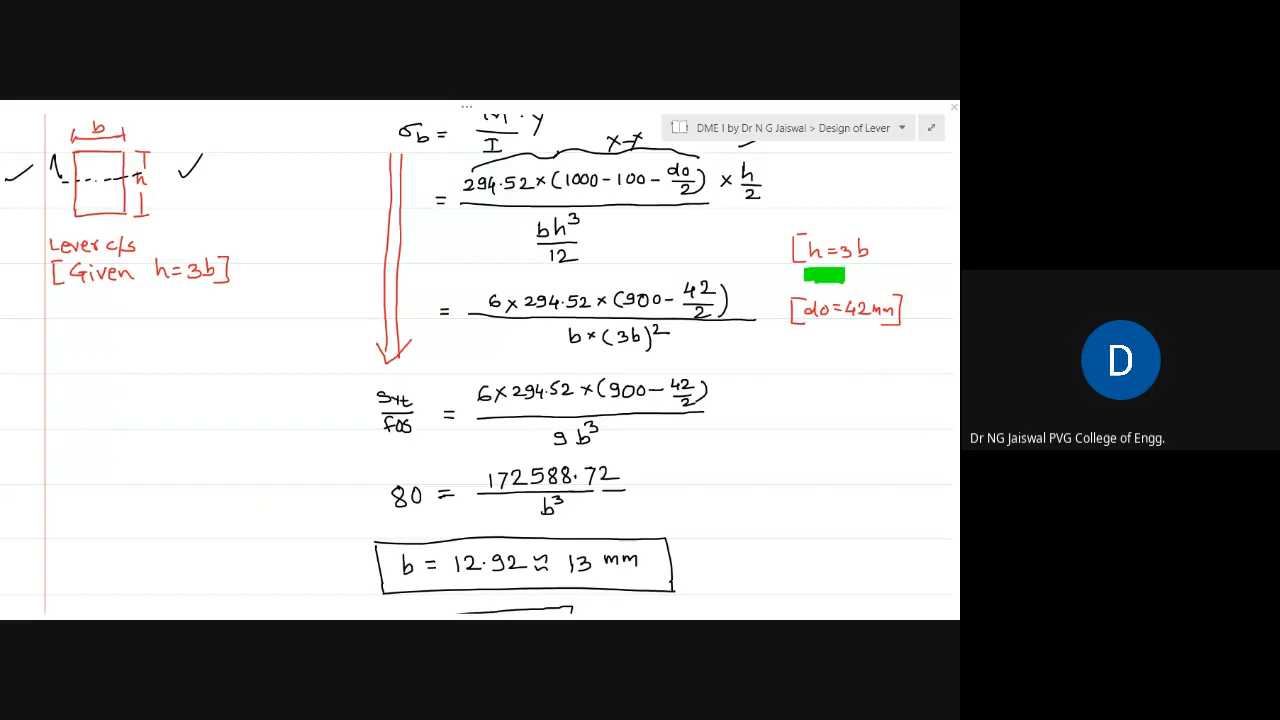 DME I by Dr N G Jaiswal > Design of Lever
b
h
Lever c/s
[Given h=3b]
σb = M · y / I
x-x
= 294.52 × (1000-100-do/2) × h/2 / bh³/12
[h=3b
= 6 × 294.52 × (900 - 42/2) / b × (3b)²
[do=42mm]
Syt/fos = 6 × 294.52 × (900 - 42/2) / 9b³
80 = 172588.72 / b³
b = 12.92 ≈ 13 mm
D
Dr NG Jaiswal PVG College of Engg.